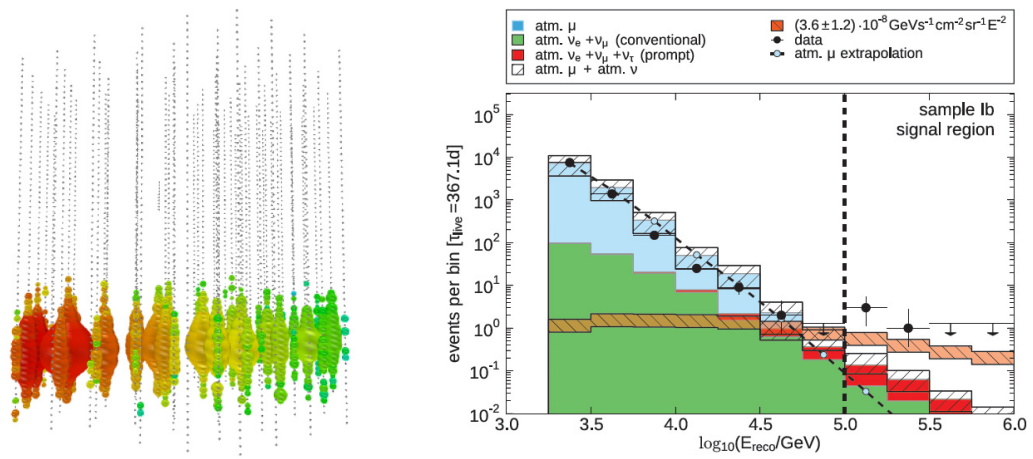 atm. μ
atm. νe + νμ (conventional)
atm. νe + νμ + ντ (prompt)
atm. μ + atm. ν
(3.6 ± 1.2) · 10⁻⁸ GeVs⁻¹cm⁻²sr⁻¹E⁻²
data
atm. μ extrapolation
sample Ib
signal region
events per bin [τlive=367.1d]
10⁵
10⁴
10³
10²
10¹
10⁰
10⁻¹
10⁻²
3.0 3.5 4.0 4.5 5.0 5.5 6.0
log₁₀(Ereco/GeV)